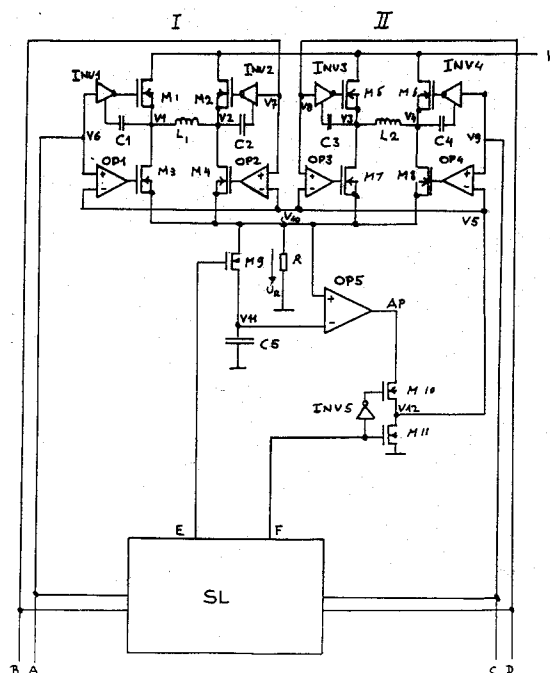 I II
INV1 INV2 INV3 INV4 V
M1 M2 V7 M5 M6
V8
V1 V2 V3 V4
V6 C1 L1 C2 C3 L2 C4 V9
OP1 M3 M4 OP2 OP3 M7 M8 OP4
+ - + - + - + -
V10 V5
M9 R OP5
UR + AP
V11 -
C5
M10
INV5 V12
M11
E F
SL
B A C D